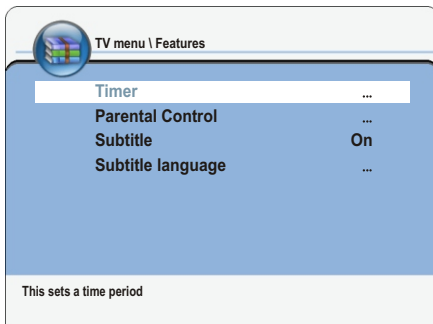 TV menu \ Features
Timer ...
Parental Control ...
Subtitle On
Subtitle language ...
This sets a time period